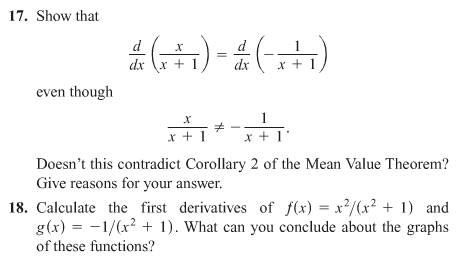 17. Show that
d/dx (x/(x + 1)) = d/dx (−1/(x + 1))
even though
x/(x + 1) ≠ −1/(x + 1).
Doesn't this contradict Corollary 2 of the Mean Value Theorem?
Give reasons for your answer.
18. Calculate the first derivatives of f(x) = x²/(x² + 1) and
g(x) = −1/(x² + 1). What can you conclude about the graphs
of these functions?